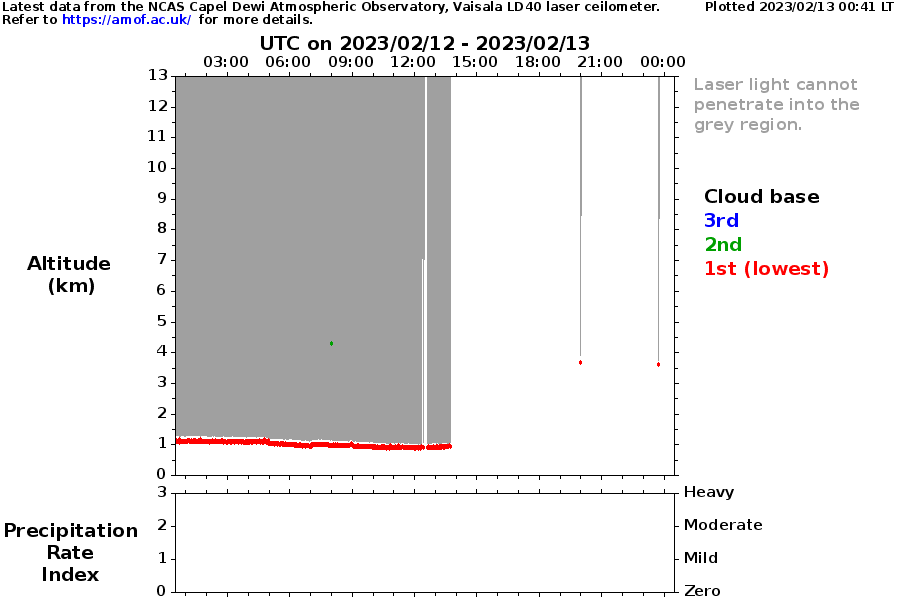 Latest data from the NCAS Capel Dewi Atmospheric Observatory, Vaisala LD40 laser ceilometer. Plotted 2023/02/13 00:41 LT
Refer to https://amof.ac.uk/ for more details.
UTC on 2023/02/12 - 2023/02/13
03:00 06:00 09:00 12:00 15:00 18:00 21:00 00:00
13
12
11
10
9
8
7
6
5
4
3
2
1
0
Altitude
(km)
Laser light cannot
penetrate into the
grey region.
Cloud base
3rd
2nd
1st (lowest)
3 Heavy
2 Moderate
1 Mild
0 Zero
Precipitation
Rate
Index